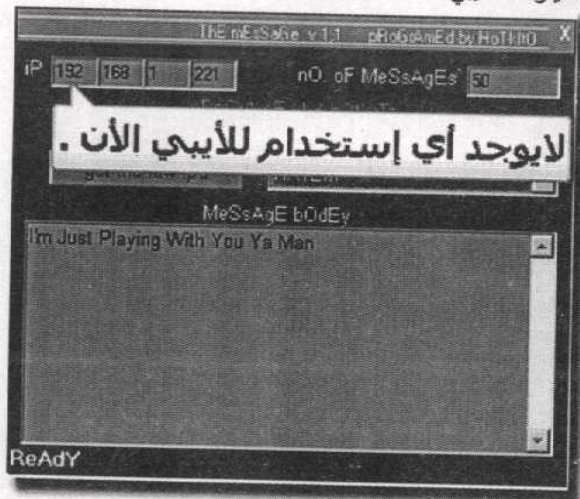 ThE mEsSaGe v 1.1 pRoGrAmEd by HoTkItO X
iP 192 168 1 221 nO. oF MeSsAgEs 50
لايوجد أي إستخدام للأيبي الأن .
MeSsAgE bOdEy
I'm Just Playing With You Ya Man
ReAdY